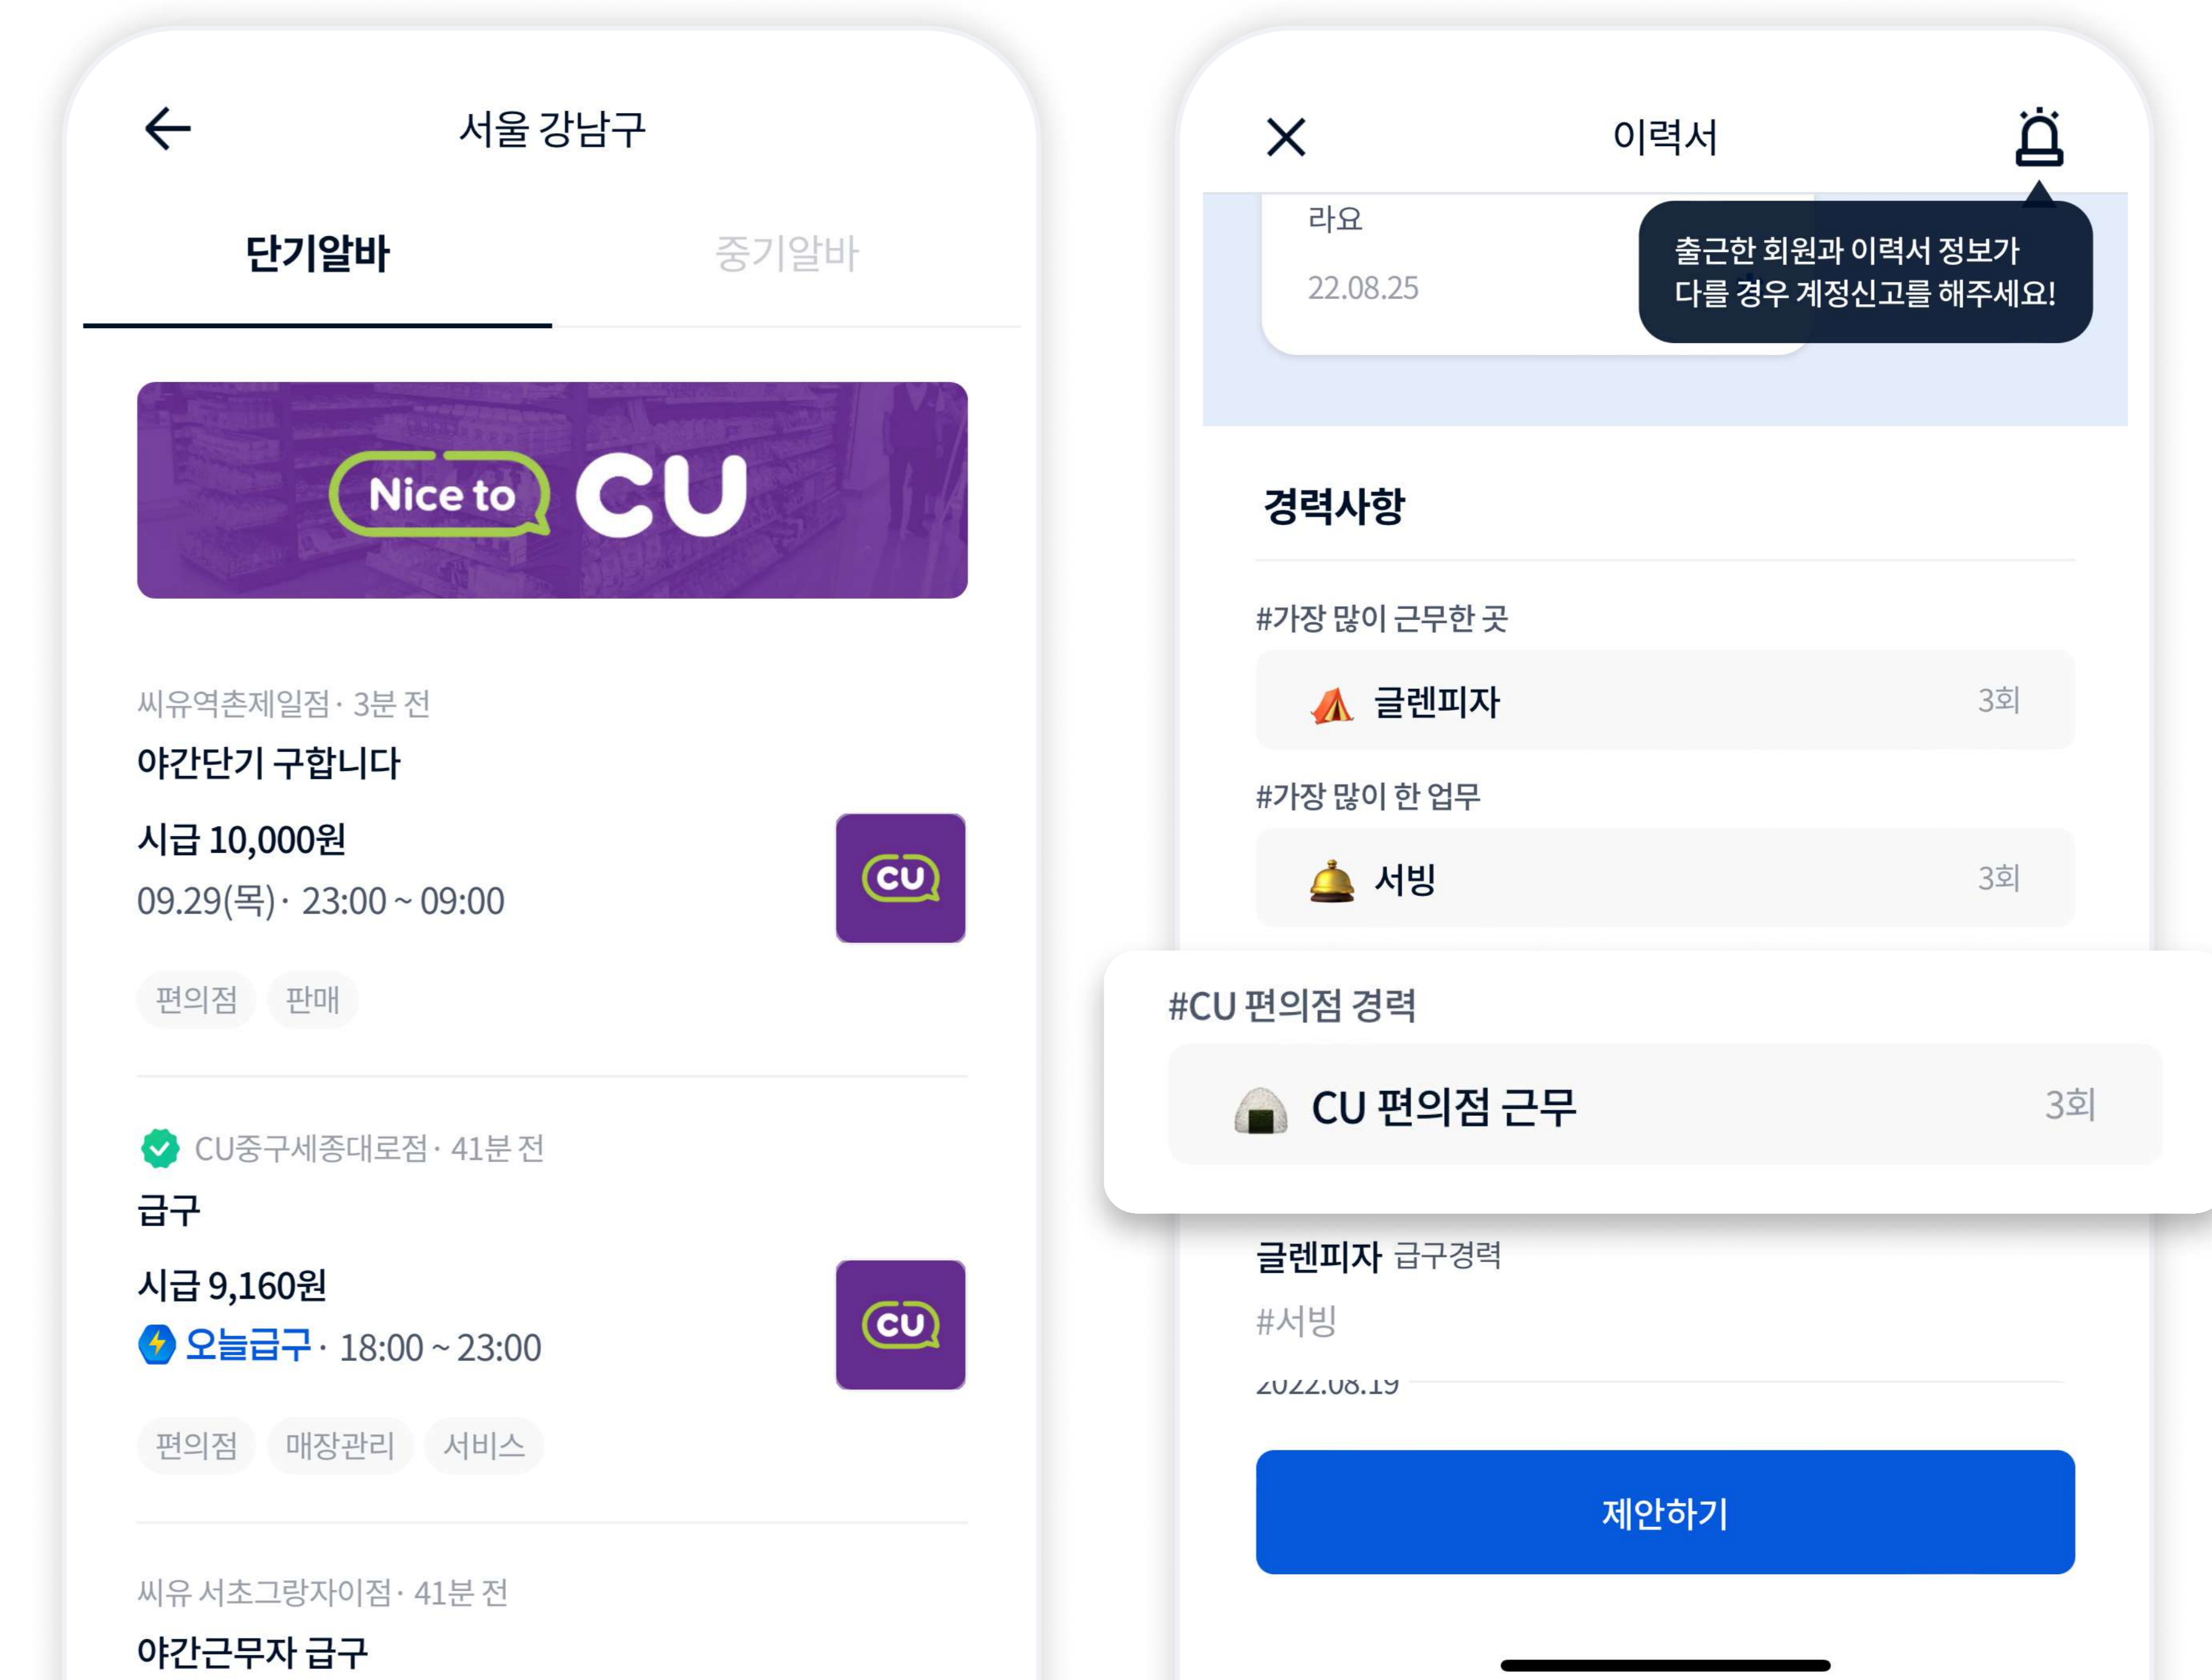 서울 강남구
단기알바
중기알바
Nice to CU
씨유역촌제일점 · 3분 전
야간단기 구합니다
시급 10,000원
09.29(목) · 23:00 ~ 09:00
CU
편의점 판매
CU중구세종대로점 · 41분 전
급구
시급 9,160원
오늘급구 · 18:00 ~ 23:00
CU
편의점 매장관리 서비스
씨유 서초그랑자이점 · 41분 전
야간근무자 급구
이력서
라요
22.08.25
출근한 회원과 이력서 정보가
다를 경우 계정신고를 해주세요!
경력사항
#가장 많이 근무한 곳
글렌피자 3회
#가장 많이 한 업무
서빙 3회
#CU 편의점 경력
CU 편의점 근무 3회
글렌피자 급구경력
#서빙
2022.08.19
제안하기